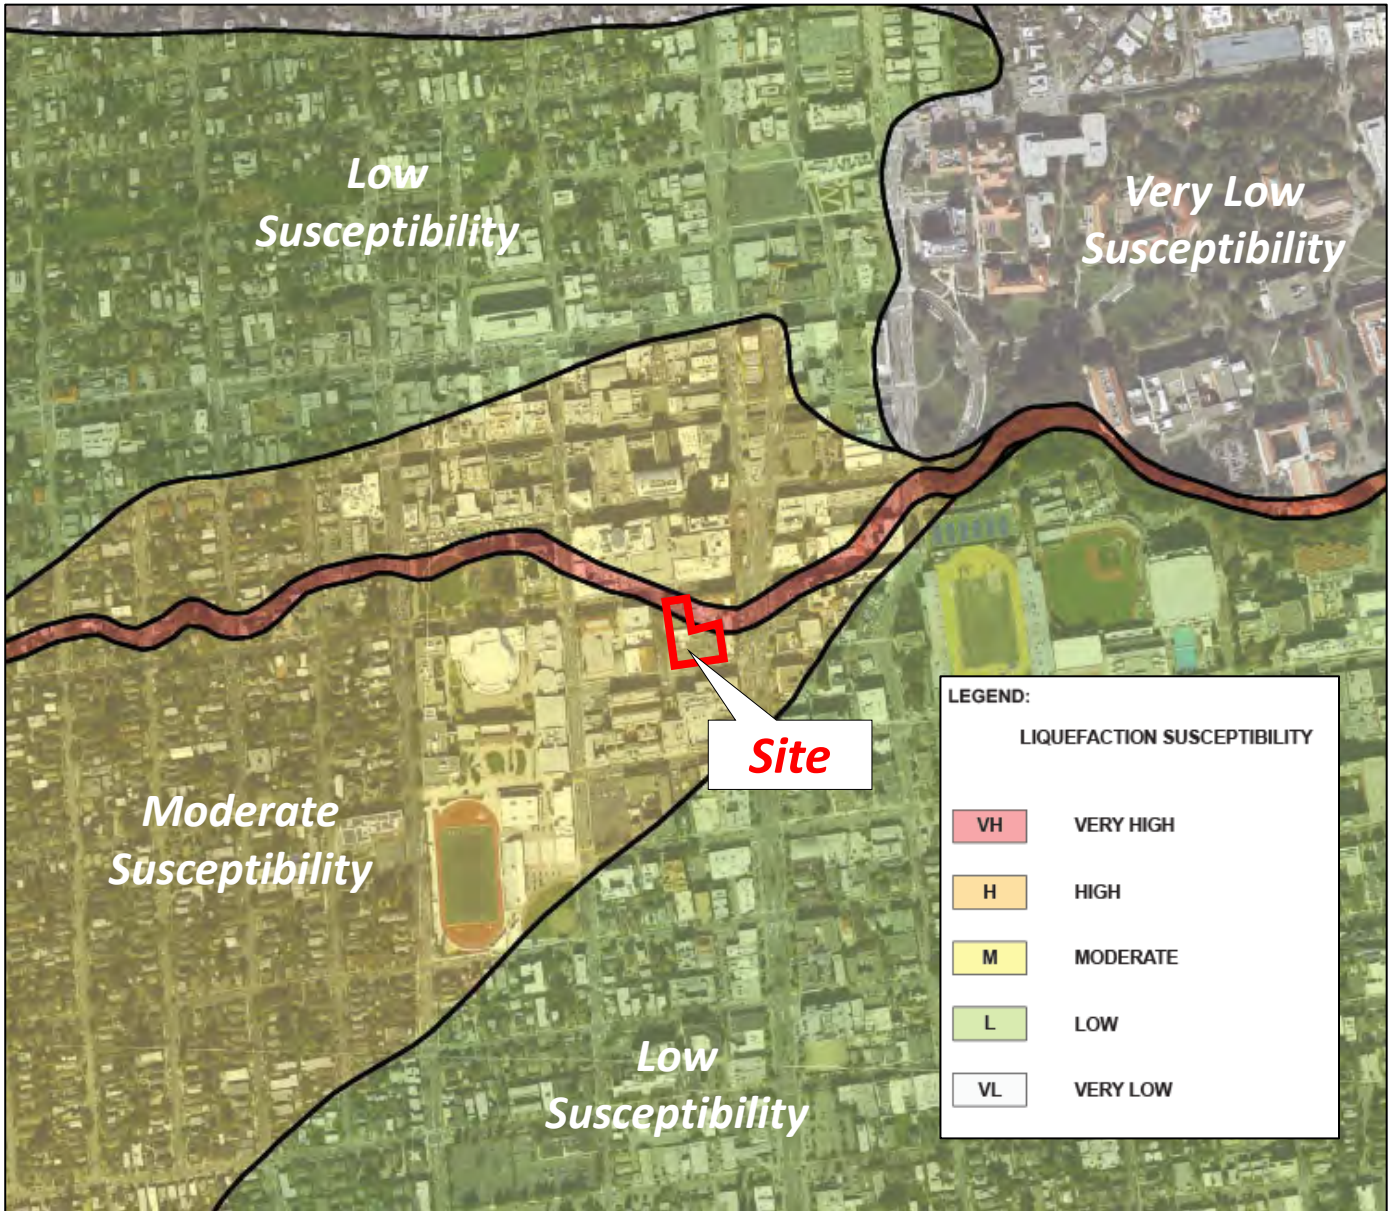 Low
Susceptibility
Very Low
Susceptibility
Site
Moderate
Susceptibility
Low
Susceptibility
LEGEND:
LIQUEFACTION SUSCEPTIBILITY
VH VERY HIGH
H HIGH
M MODERATE
L LOW
VL VERY LOW